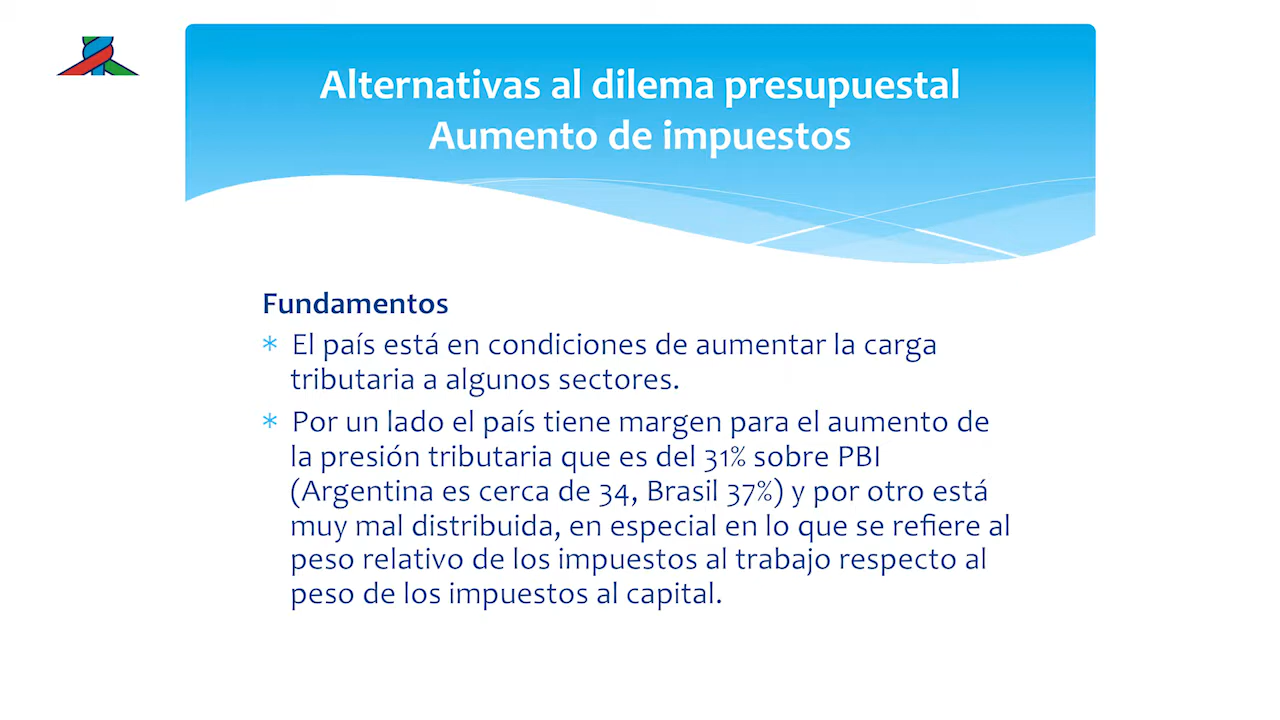 Alternativas al dilema presupuestal
Aumento de impuestos
Fundamentos
* El país está en condiciones de aumentar la carga
tributaria a algunos sectores.
* Por un lado el país tiene margen para el aumento de
la presión tributaria que es del 31% sobre PBI
(Argentina es cerca de 34, Brasil 37%) y por otro está
muy mal distribuida, en especial en lo que se refiere al
peso relativo de los impuestos al trabajo respecto al
peso de los impuestos al capital.